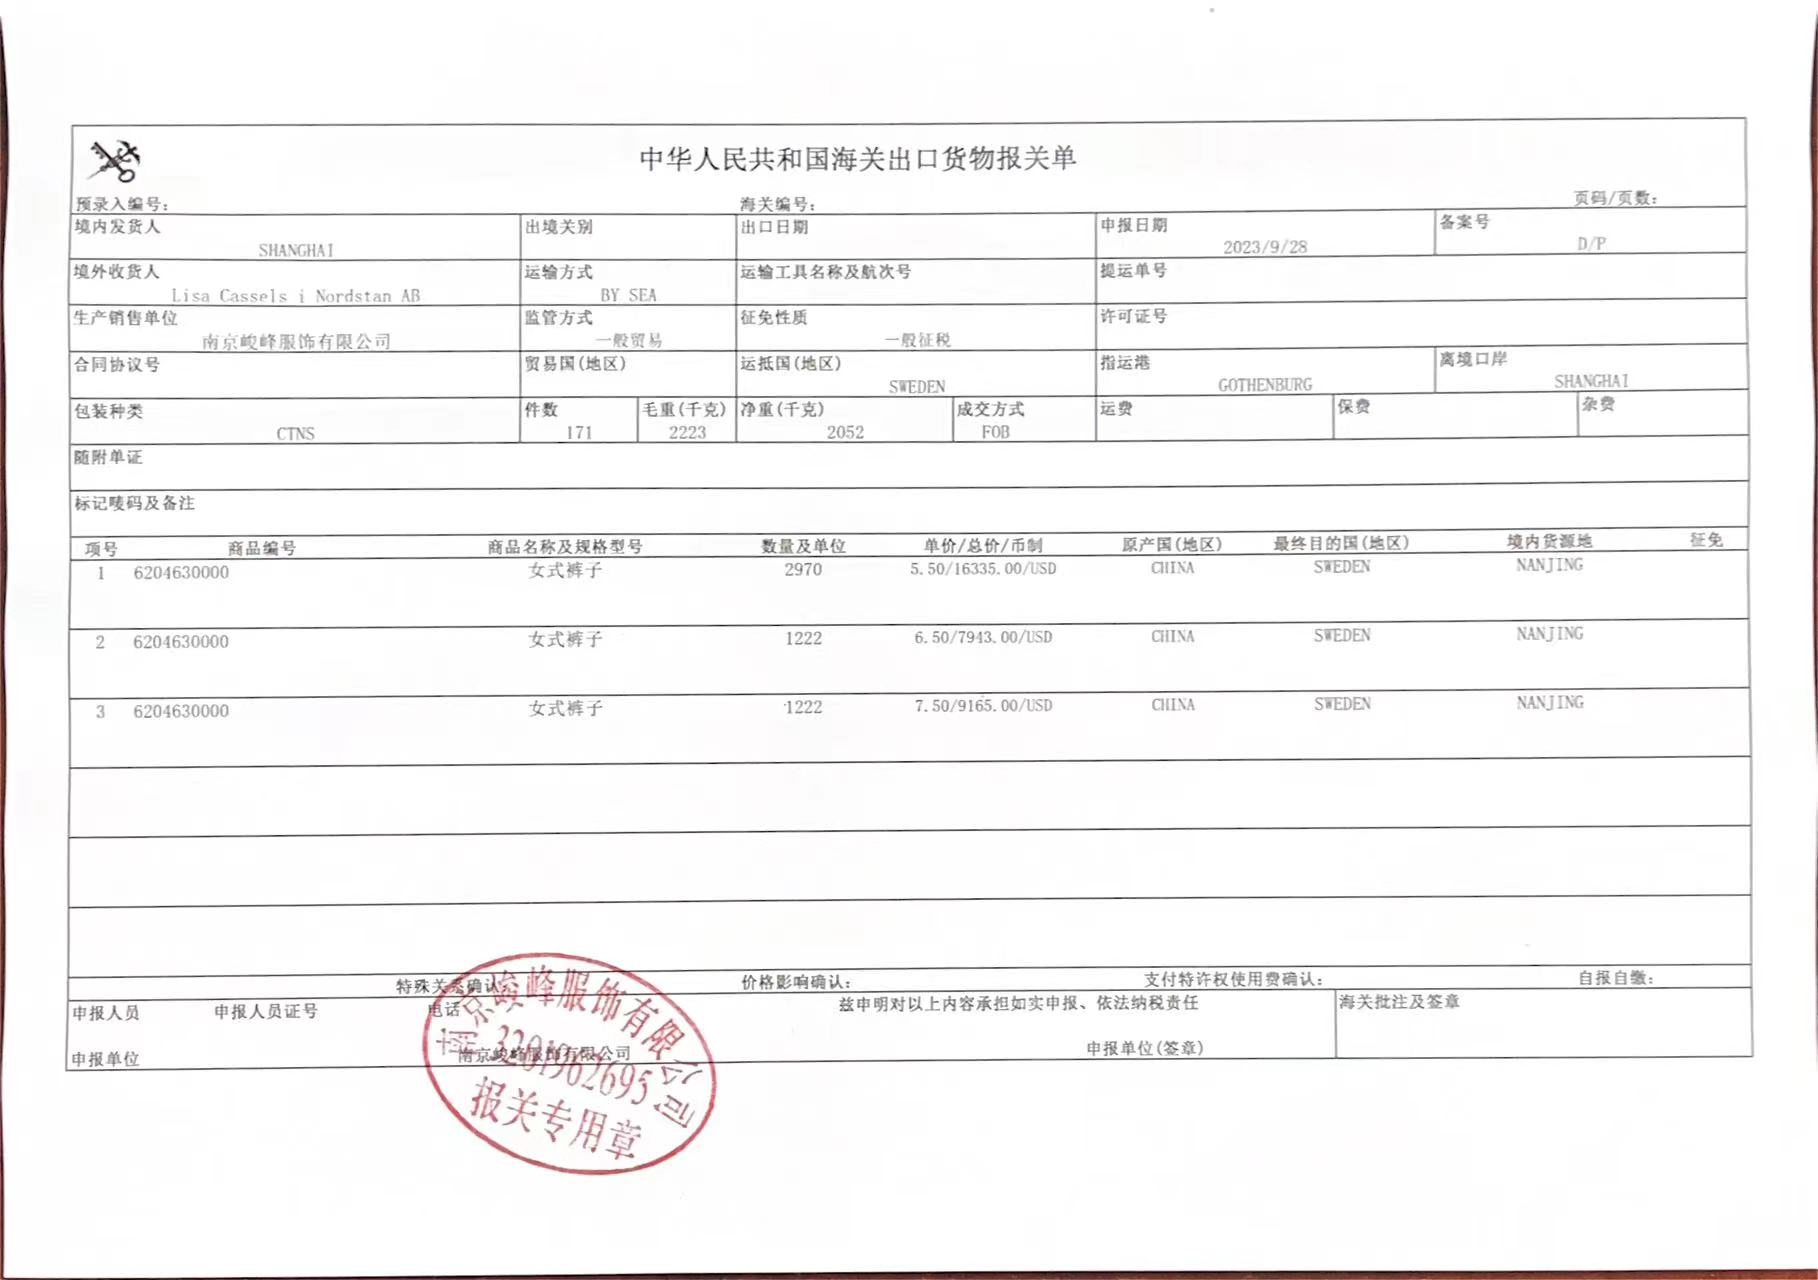 中华人民共和国海关出口货物报关单
预录入编号: 海关编号: 页码/页数:
境内发货人 出境关别 出口日期 申报日期 备案号
SHANGHAI 2023/9/28 D/P
境外收货人 运输方式 运输工具名称及航次号 提运单号
Lisa Cassels i Nordstan AB BY SEA
生产销售单位 监管方式 征免性质 许可证号
南京峻峰服饰有限公司 一般贸易 一般征税
合同协议号 贸易国(地区) 运抵国(地区) 指运港 离境口岸
SWEDEN GOTHENBURG SHANGHAI
包装种类 件数 毛重(千克) 净重(千克) 成交方式 运费 保费 杂费
CTNS 171 2223 2052 FOB
随附单证
标记唛码及备注
项号 商品编号 商品名称及规格型号 数量及单位 单价/总价/币制 原产国(地区) 最终目的国(地区) 境内货源地 征免
1 6204630000 女式裤子 2970 5.50/16335.00/USD CHINA SWEDEN NANJING
2 6204630000 女式裤子 1222 6.50/7943.00/USD CHINA SWEDEN NANJING
3 6204630000 女式裤子 1222 7.50/9165.00/USD CHINA SWEDEN NANJING
特殊关系确认: 价格影响确认: 支付特许权使用费确认: 自报自缴:
申报人员 申报人员证号 电话 兹申明对以上内容承担如实申报、依法纳税责任 海关批注及签章
申报单位 南京峻峰服饰有限公司 申报单位(签章)
南京峻峰服饰有限公司
3201962695
报关专用章